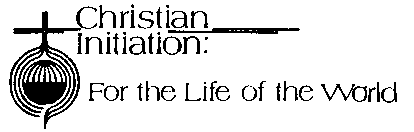 Christian
Initiation:
For the Life of the World